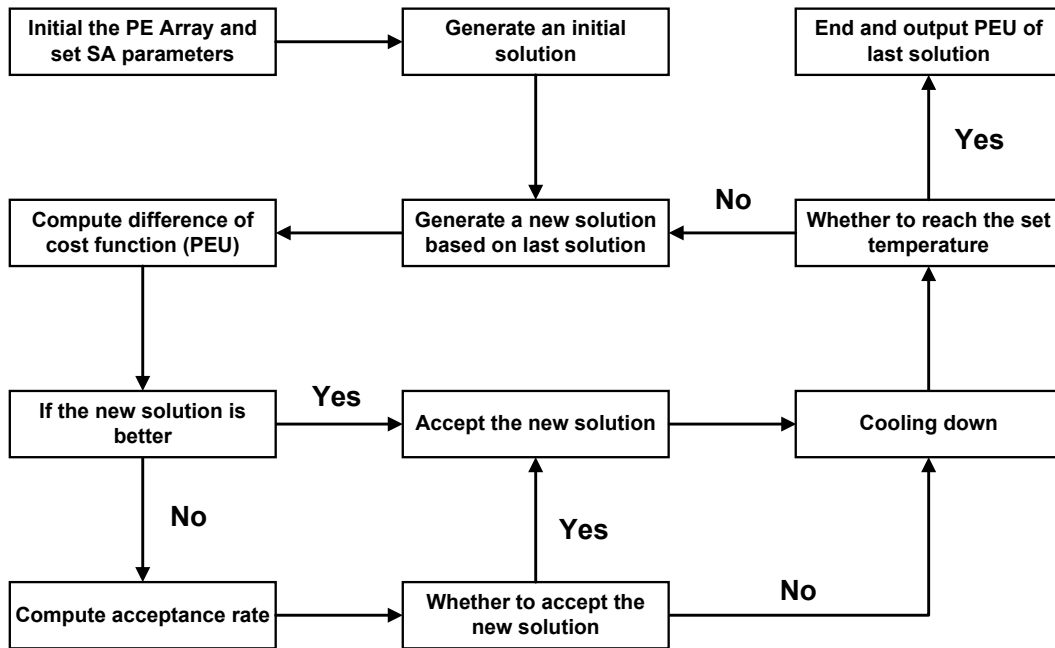 Initial the PE Array and
set SA parameters
Generate an initial
solution
End and output PEU of
last solution
Yes
No
Compute difference of
cost function (PEU)
Generate a new solution
based on last solution
Whether to reach the set
temperature
If the new solution is
better
Yes
Accept the new solution
Cooling down
No
Yes
Compute acceptance rate
Whether to accept the
new solution
No